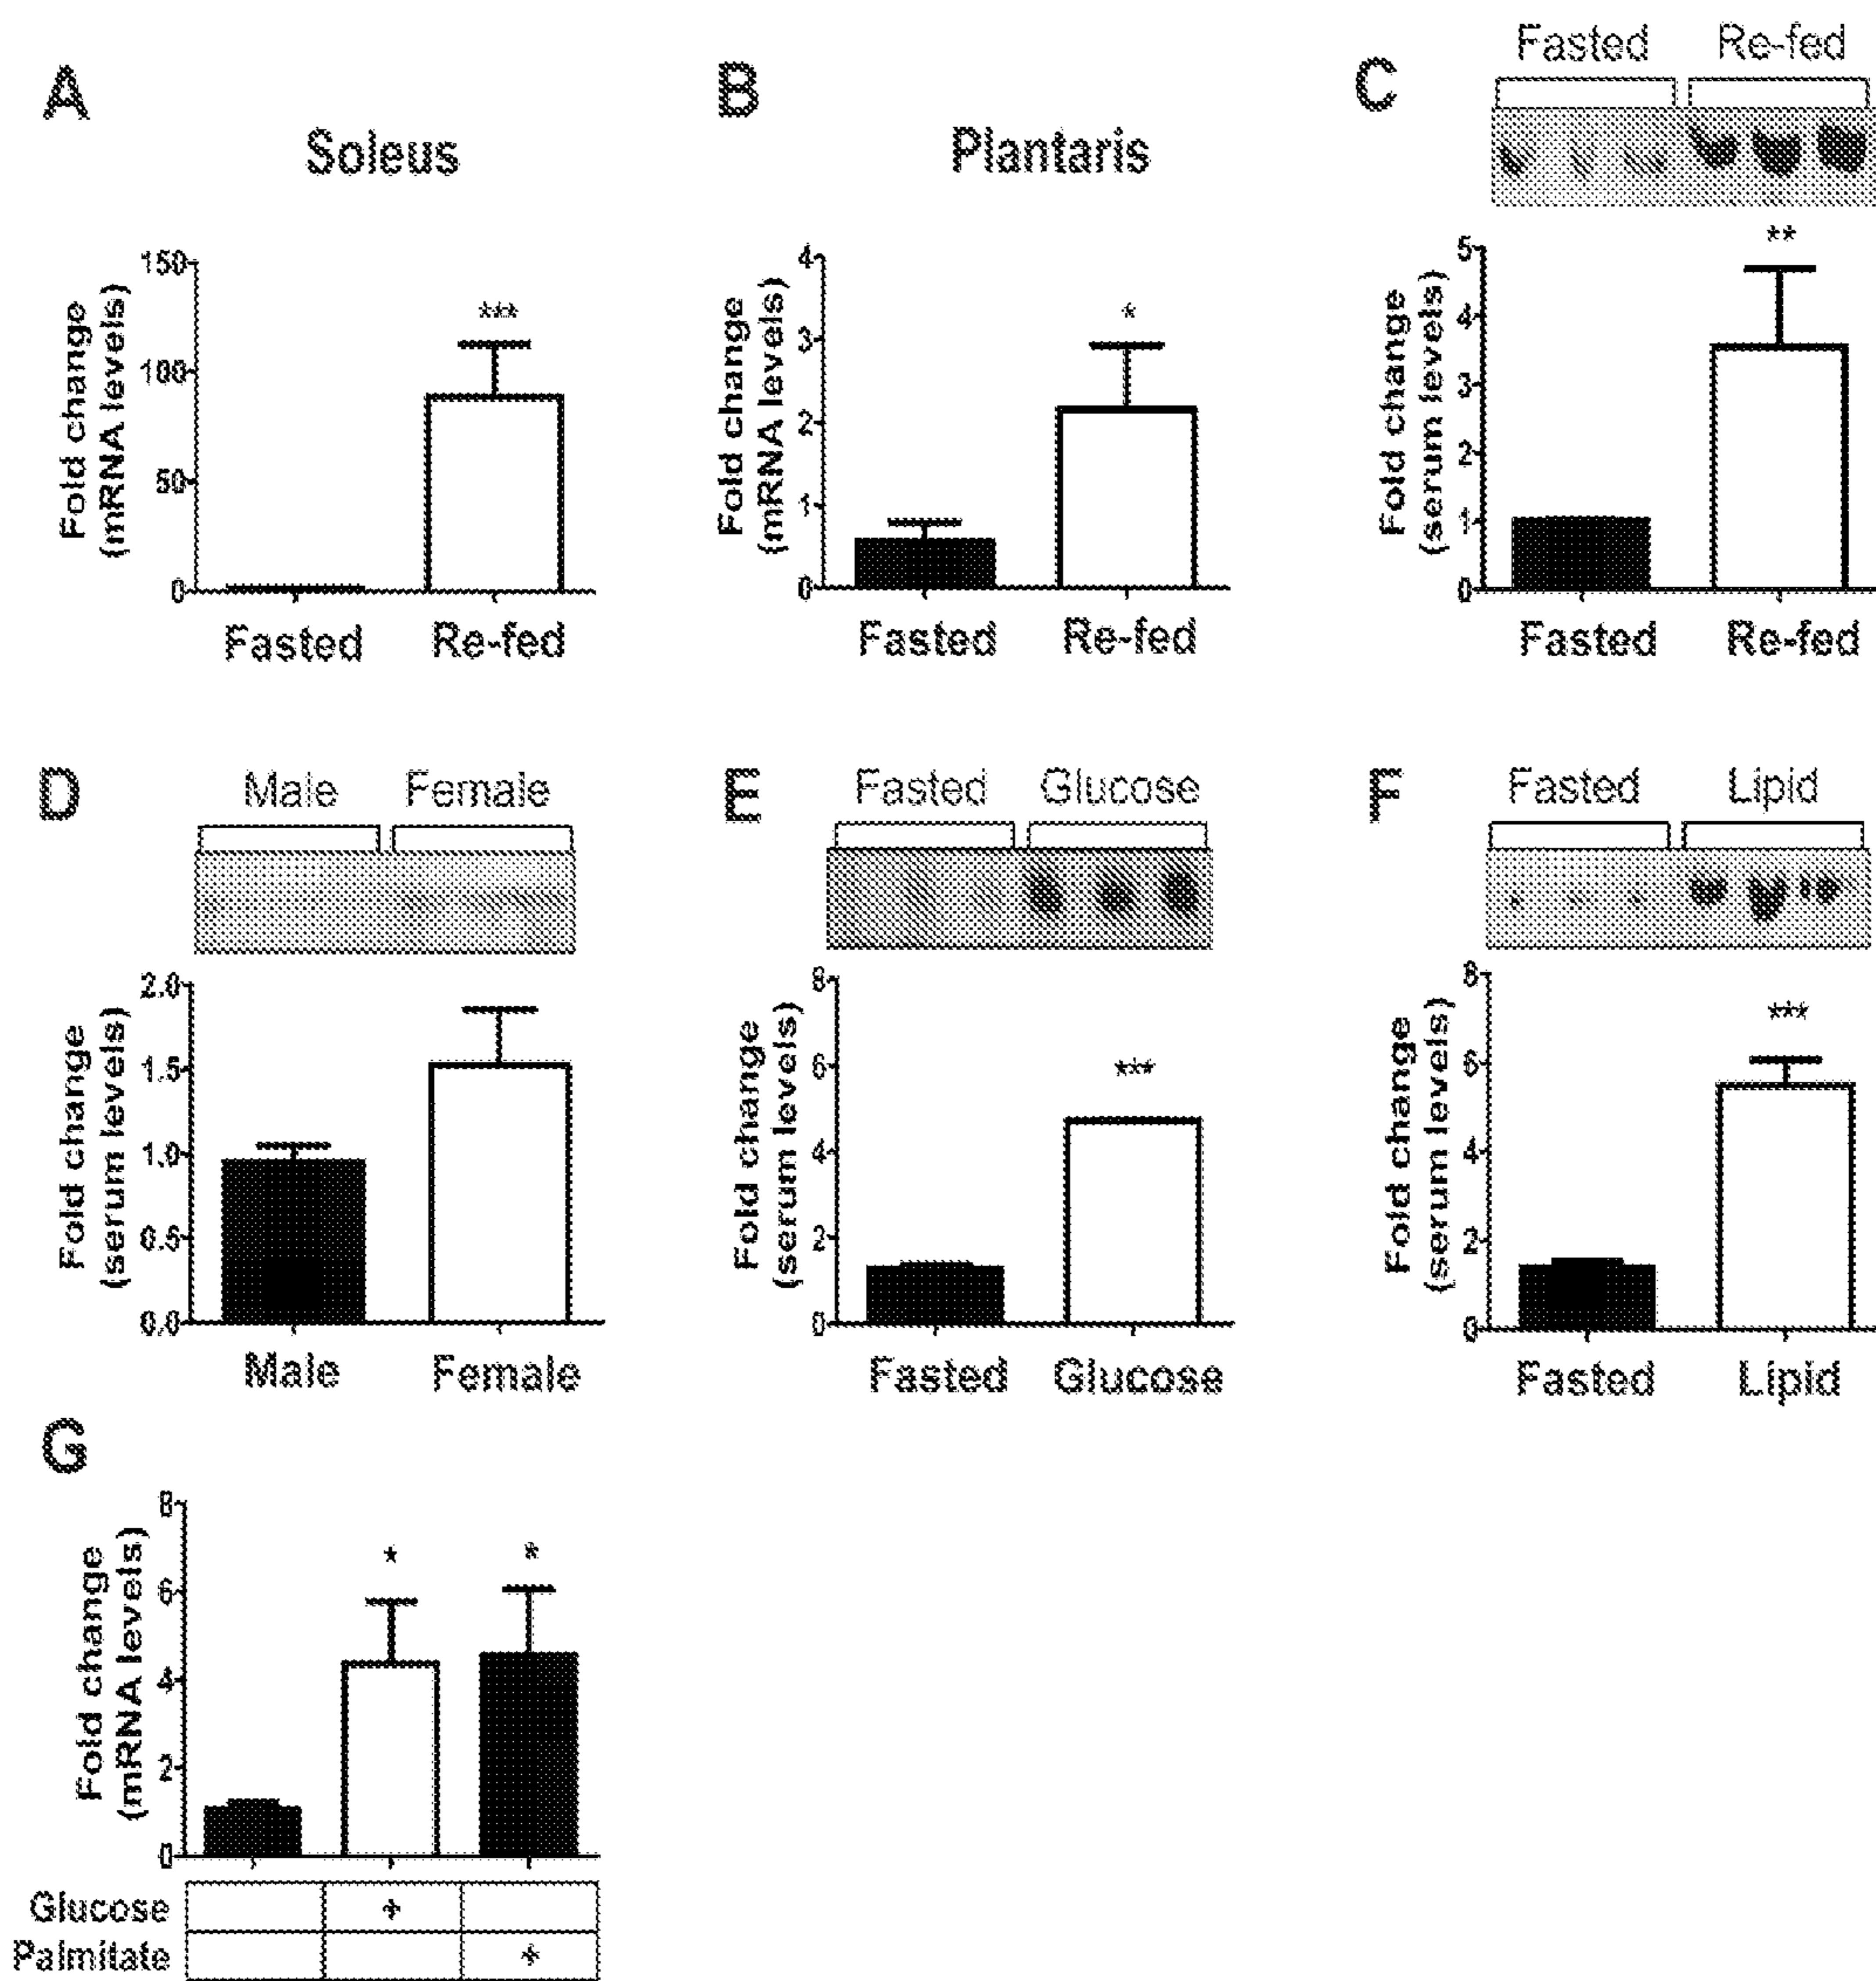 A
Soleus
Fold change
(mRNA levels)
150
100
50
0
***
Fasted Re-fed
B
Plantaris
Fold change
(mRNA levels)
4
3
2
1
0
*
Fasted Re-fed
C
Fasted Re-fed
Fold change
(serum levels)
5
4
3
2
1
0
**
Fasted Re-fed
D
Male Female
Fold change
(serum levels)
2.0
1.5
1.0
0.5
0.0
Male Female
E
Fasted Glucose
Fold change
(serum levels)
8
6
4
2
0
***
Fasted Glucose
F
Fasted Lipid
Fold change
(serum levels)
8
6
4
2
0
***
Fasted Lipid
G
Fold change
(mRNA levels)
8
6
4
2
0
* *
Glucose +
Palmitate +